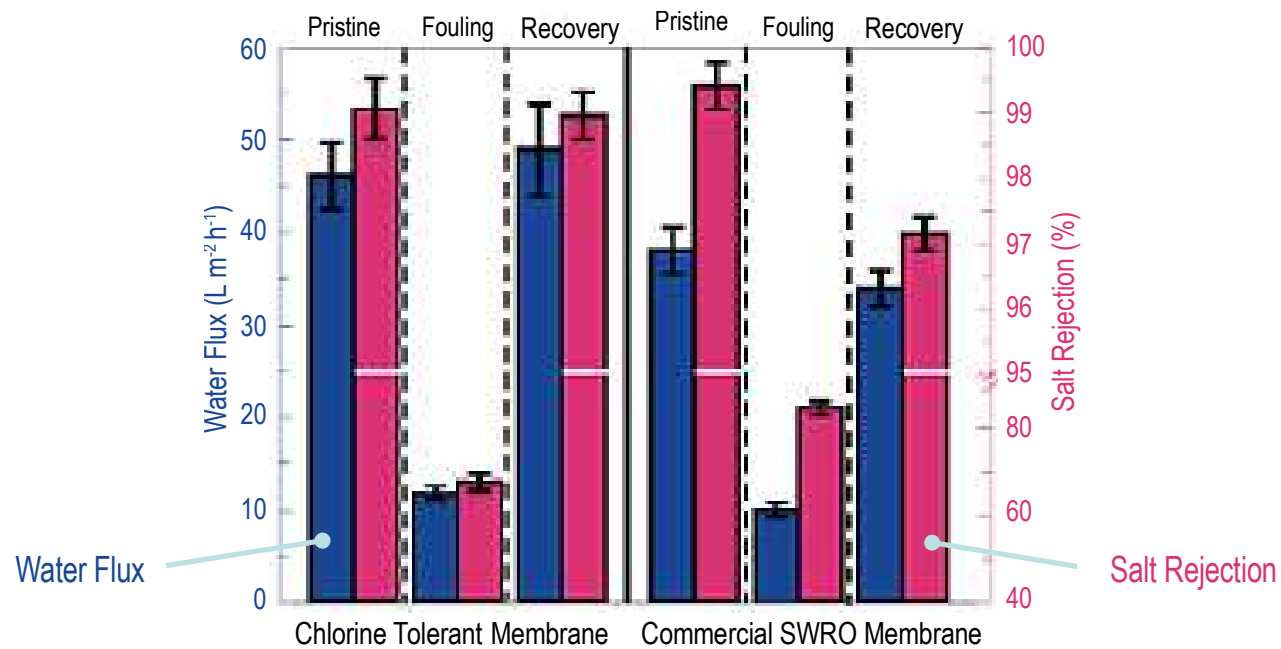 Pristine Fouling Recovery Pristine Fouling Recovery
60
50
40
30
20
10
0
Water Flux (L m⁻² h⁻¹)
100
99
98
97
96
95
80
60
40
Salt Rejection (%)
Water Flux
Salt Rejection
Chlorine Tolerant Membrane Commercial SWRO Membrane